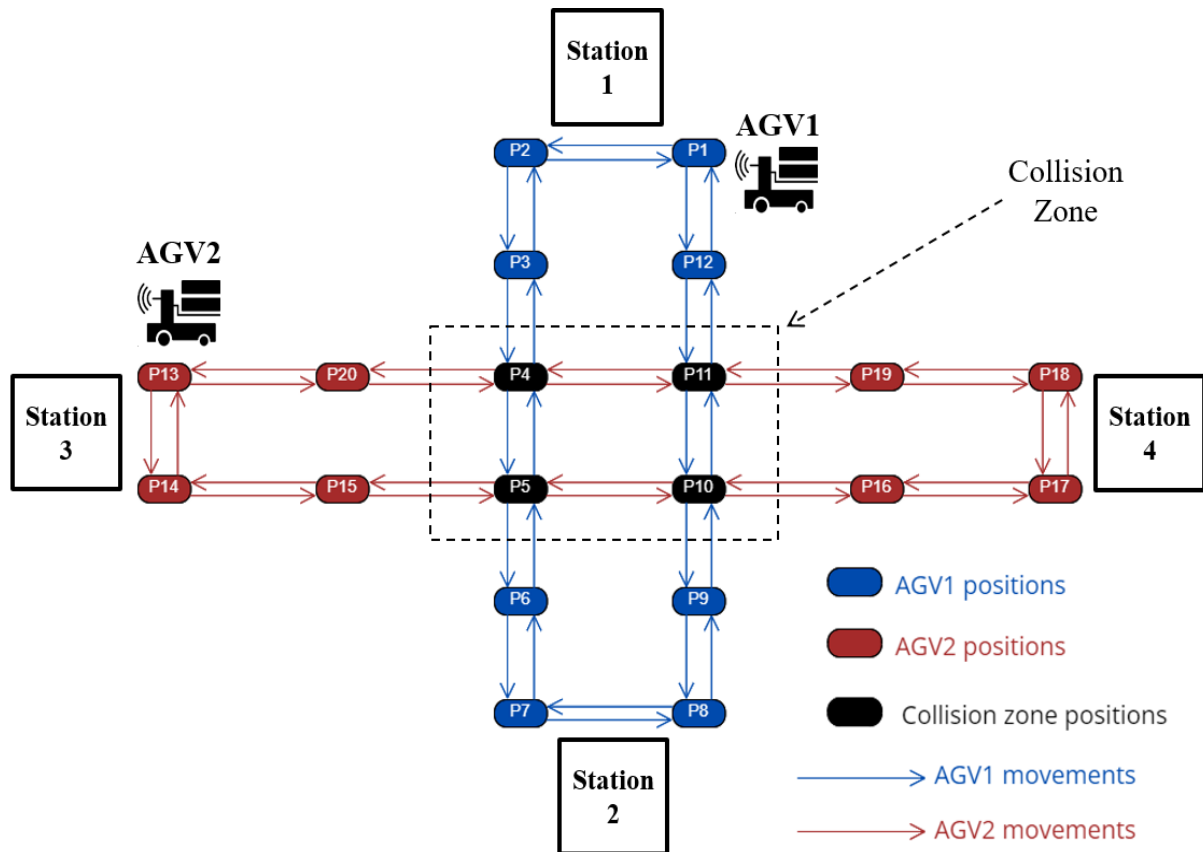 Station
1
P2
P1
AGV1
Collision
Zone
AGV2
P3
P12
P13
P20
P4
P11
P19
P18
Station
3
Station
4
P14
P15
P5
P10
P16
P17
P6
P9
AGV1 positions
AGV2 positions
P7
P8
Collision zone positions
Station
2
AGV1 movements
AGV2 movements